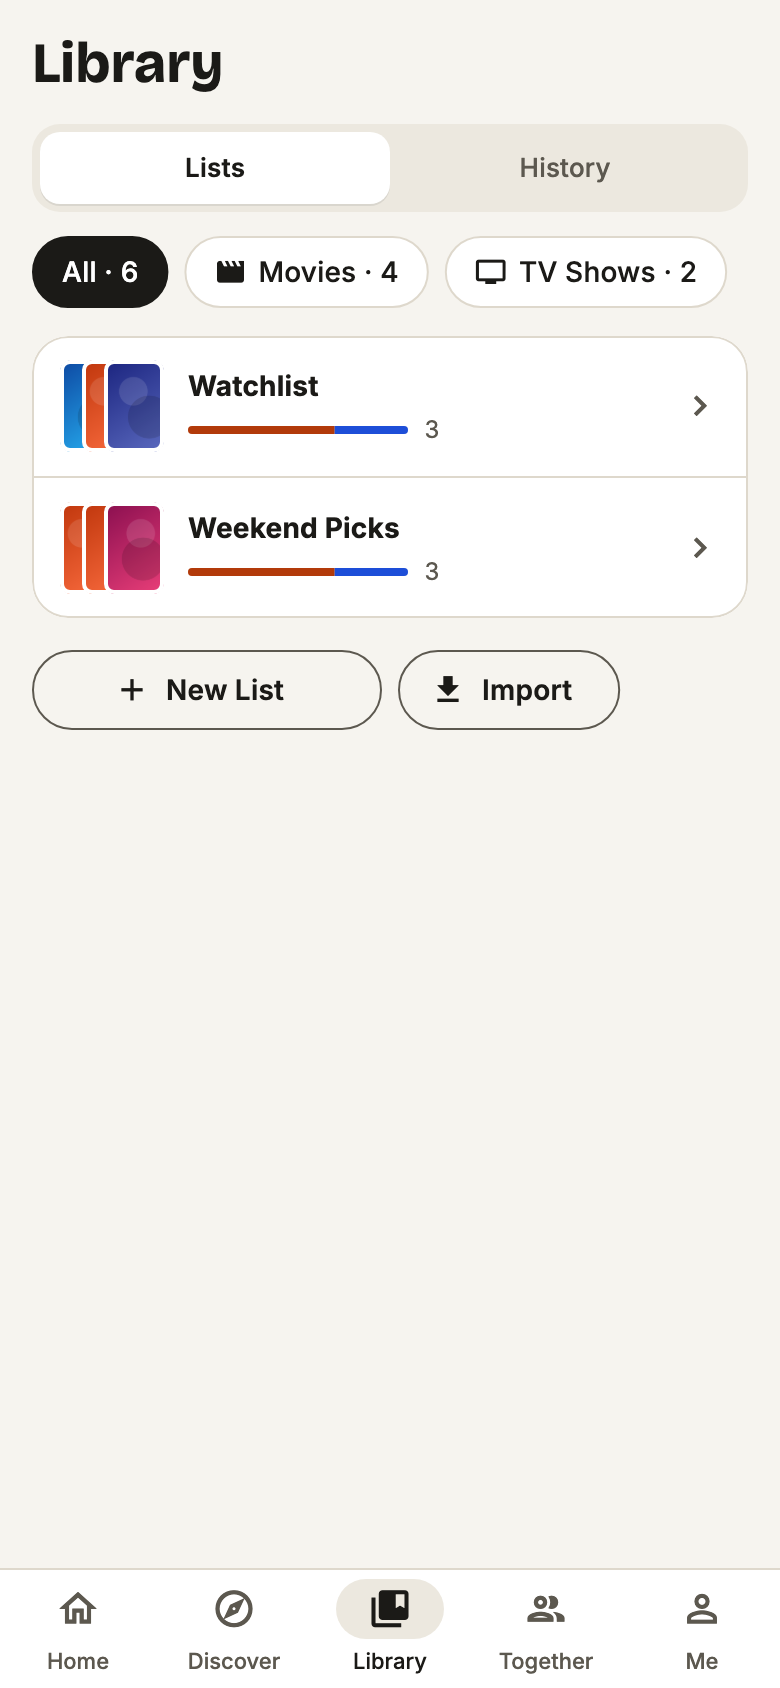 Library
Lists
History
All · 6
Movies · 4
TV Shows · 2
Watchlist
3
Weekend Picks
3
New List
Import
Home
Discover
Library
Together
Me